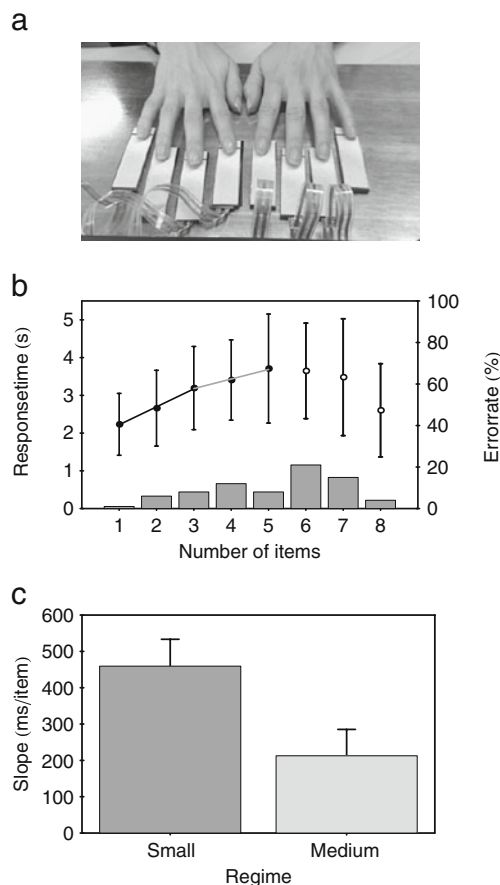 a
b
5
4
3
2
1
0
Responsetime (s)
100
80
60
40
20
0
Errorrate (%)
1 2 3 4 5 6 7 8
Number of items
c
600
500
400
300
200
100
0
Slope (ms/item)
Small Medium
Regime